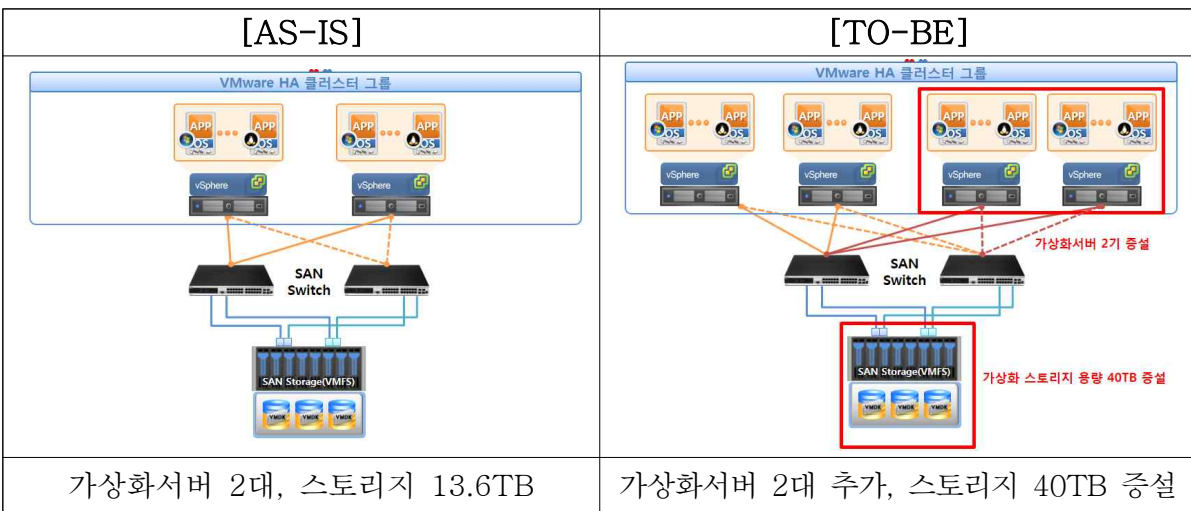 [AS-IS]
[TO-BE]
VMware HA 클러스터 그룹
APP APP APP APP
OS OS OS OS
vSphere vSphere
SAN
Switch
SAN Storage(VMFS)
VMDK VMDK VMDK
VMware HA 클러스터 그룹
APP APP APP APP APP APP APP APP
OS OS OS OS OS OS OS OS
vSphere vSphere vSphere vSphere
가상화서버 2기 증설
SAN
Switch
SAN Storage(VMFS)
가상화 스토리지 용량 40TB 증설
VMDK VMDK VMDK
가상화서버 2대, 스토리지 13.6TB
가상화서버 2대 추가, 스토리지 40TB 증설